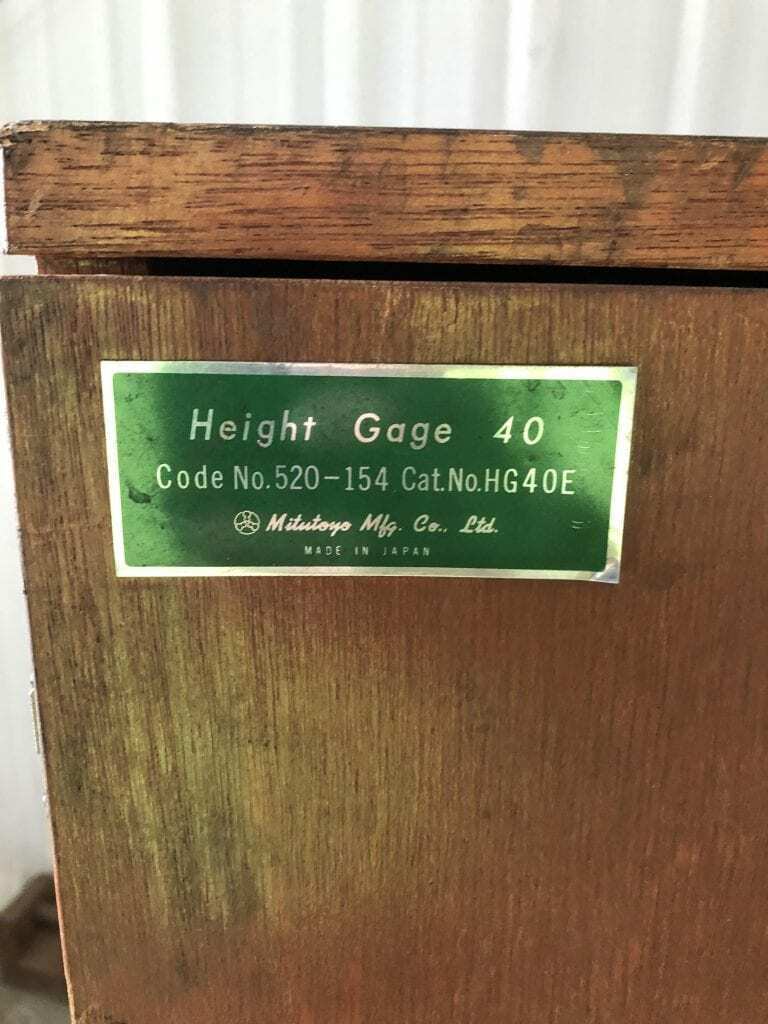 Height Gage 40
Code No.520-154 Cat.No.HG40E
Mitutoyo Mfg. Co., Ltd.
MADE IN JAPAN